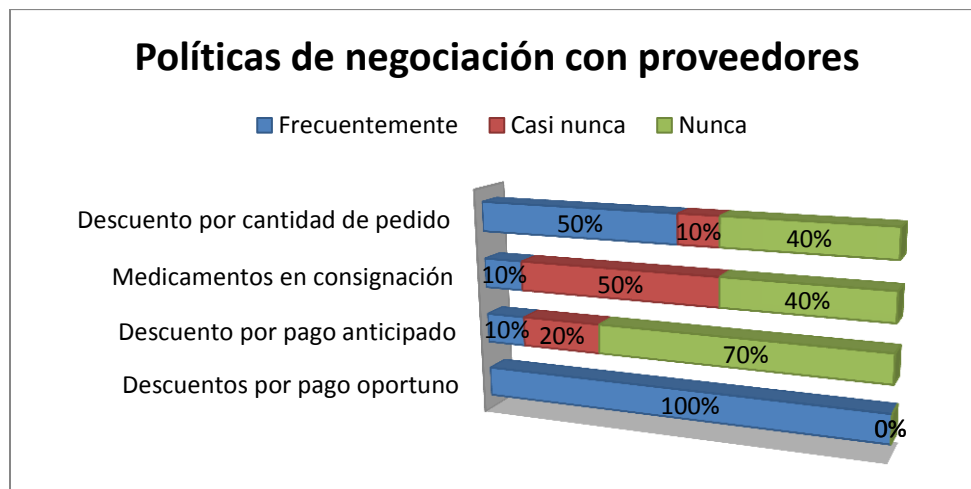 Políticas de negociación con proveedores
Frecuentemente Casi nunca Nunca
Descuento por cantidad de pedido 50% 10% 40%
Medicamentos en consignación 10% 50% 40%
Descuento por pago anticipado 10% 20% 70%
Descuentos por pago oportuno 100% 0%